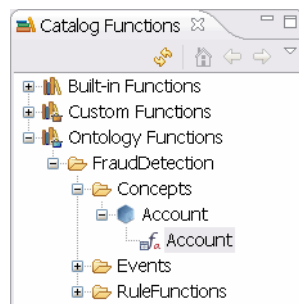 Catalog Functions
Built-in Functions
Custom Functions
Ontology Functions
FraudDetection
Concepts
Account
Account
Events
RuleFunctions